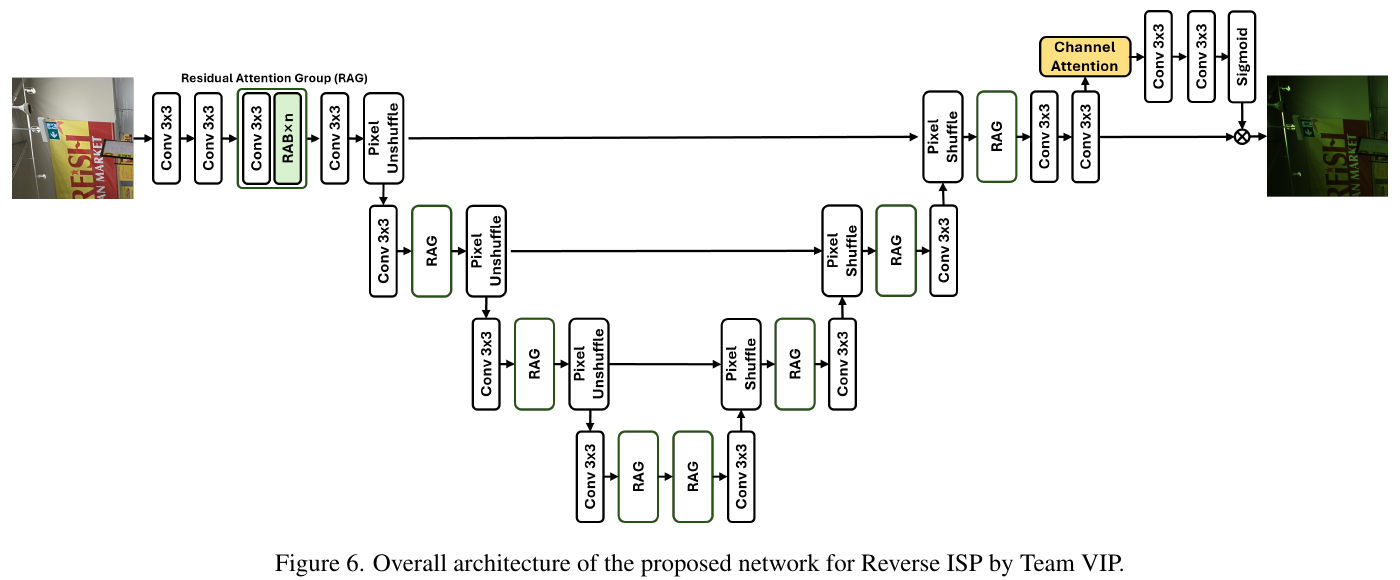 Residual Attention Group (RAG)
RFiSH
AN MARKET
Conv 3x3
Conv 3x3
Conv 3x3
RAB×n
Conv 3x3
Pixel
Unshuffle
Pixel
Shuffle
RAG
Conv 3x3
Conv 3x3
Channel
Attention
Conv 3x3
Conv 3x3
Sigmoid
RFiSH
AN MARKET
Conv 3x3
RAG
Pixel
Unshuffle
Pixel
Shuffle
RAG
Conv 3x3
Conv 3x3
RAG
Pixel
Unshuffle
Pixel
Shuffle
RAG
Conv 3x3
Conv 3x3
RAG
RAG
Conv 3x3
Figure 6. Overall architecture of the proposed network for Reverse ISP by Team VIP.